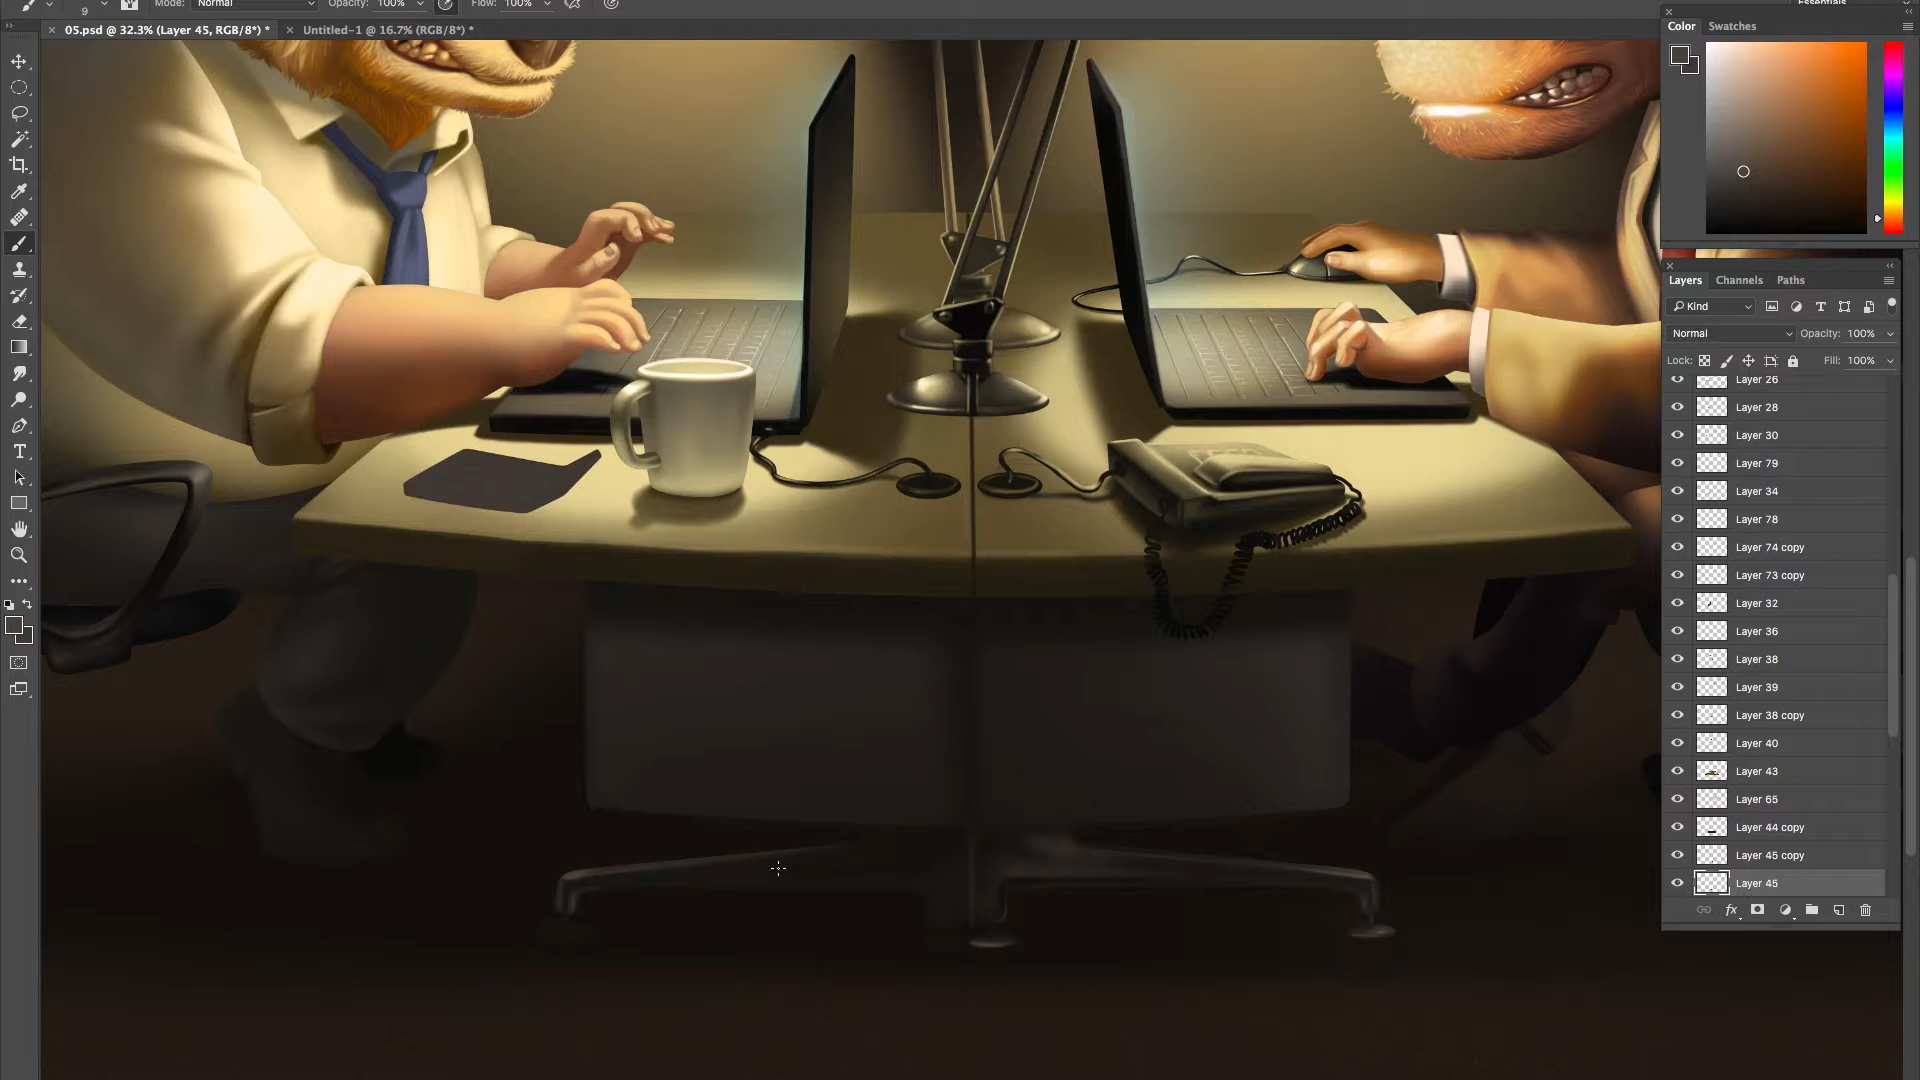 9
Mode: Normal
Opacity: 100%
Flow: 100%
Essentials
05.psd @ 32.3% (Layer 45, RGB/8*) *
Untitled-1 @ 16.7% (RGB/8*) *
Color
Swatches
Layers
Channels
Paths
Kind
Normal
Opacity: 100%
Lock:
Fill: 100%
Layer 26
Layer 28
Layer 30
Layer 79
Layer 34
Layer 78
Layer 74 copy
Layer 73 copy
Layer 32
Layer 36
Layer 38
Layer 39
Layer 38 copy
Layer 40
Layer 43
Layer 65
Layer 44 copy
Layer 45 copy
Layer 45
fx